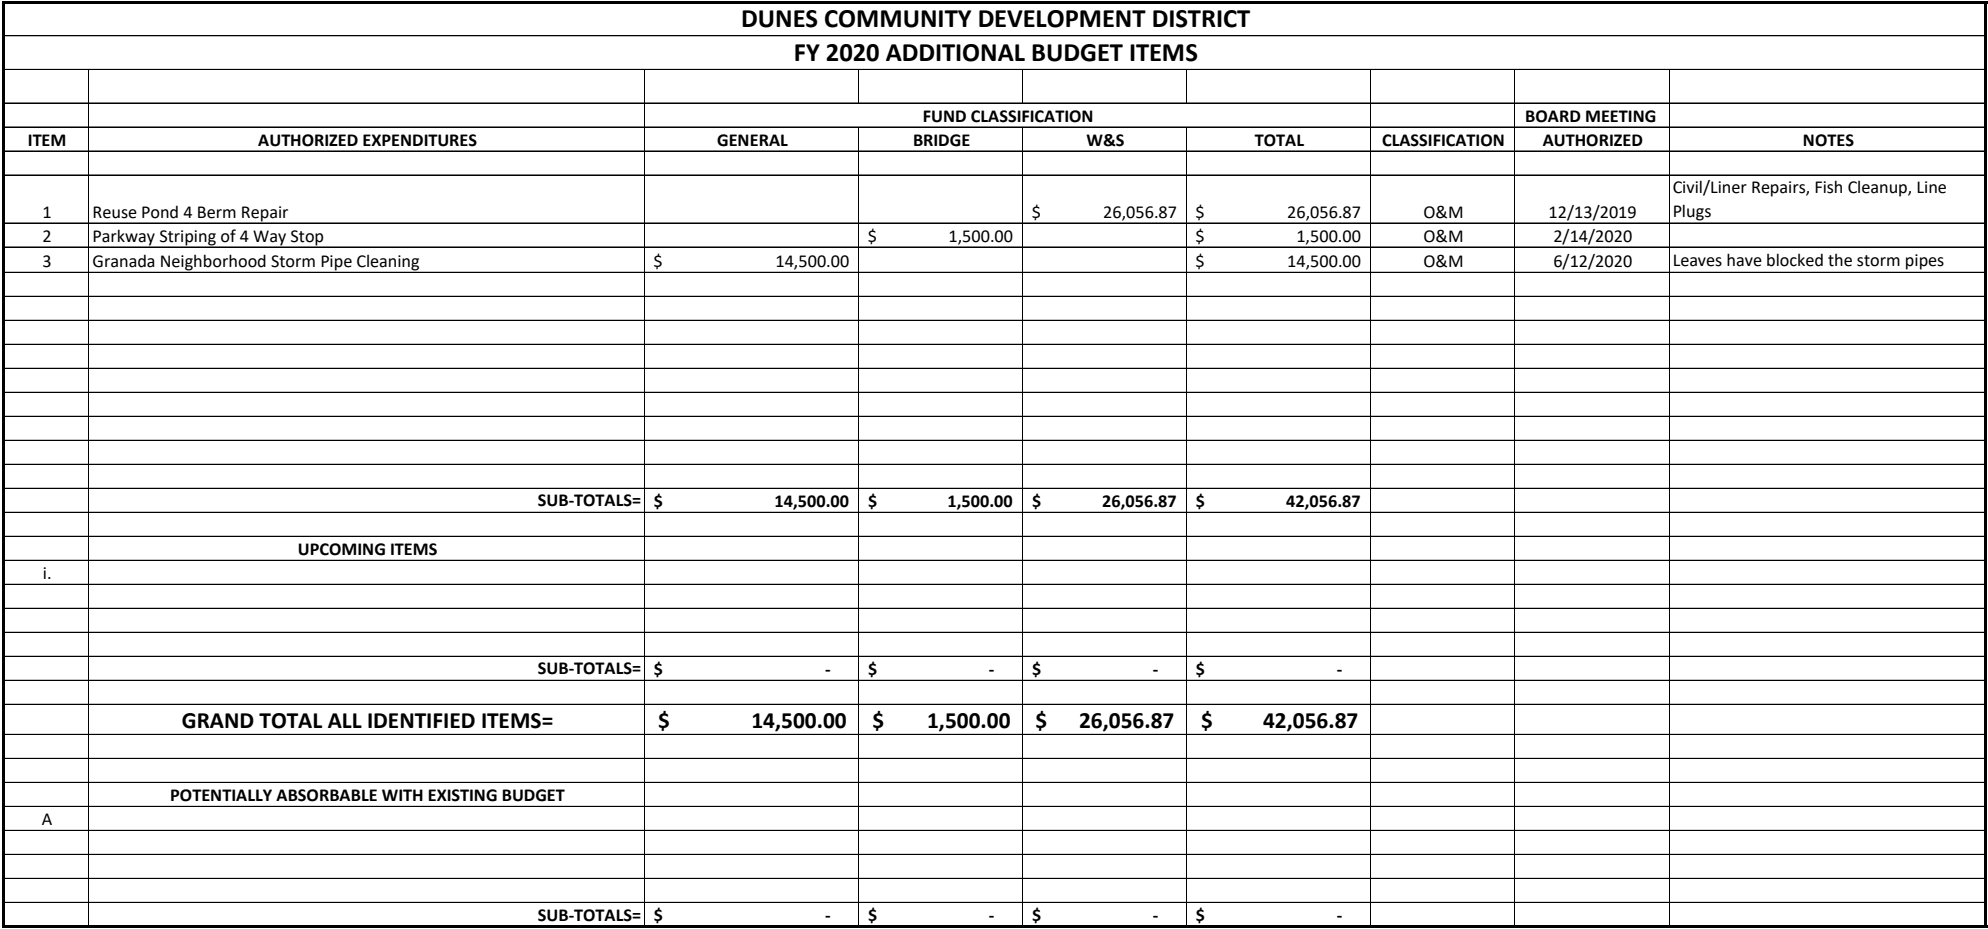 DUNES COMMUNITY DEVELOPMENT DISTRICT
FY 2020 ADDITIONAL BUDGET ITEMS
FUND CLASSIFICATION BOARD MEETING
ITEM AUTHORIZED EXPENDITURES GENERAL BRIDGE W&S TOTAL CLASSIFICATION AUTHORIZED NOTES
Civil/Liner Repairs, Fish Cleanup, Line
1 Reuse Pond 4 Berm Repair $ 26,056.87 $ 26,056.87 O&M 12/13/2019 Plugs
2 Parkway Striping of 4 Way Stop $ 1,500.00 $ 1,500.00 O&M 2/14/2020
3 Granada Neighborhood Storm Pipe Cleaning $ 14,500.00 $ 14,500.00 O&M 6/12/2020 Leaves have blocked the storm pipes
SUB-TOTALS= $ 14,500.00 $ 1,500.00 $ 26,056.87 $ 42,056.87
UPCOMING ITEMS
i.
SUB-TOTALS= $ - $ - $ - $ -
GRAND TOTAL ALL IDENTIFIED ITEMS= $ 14,500.00 $ 1,500.00 $ 26,056.87 $ 42,056.87
POTENTIALLY ABSORBABLE WITH EXISTING BUDGET
A
SUB-TOTALS= $ - $ - $ - $ -